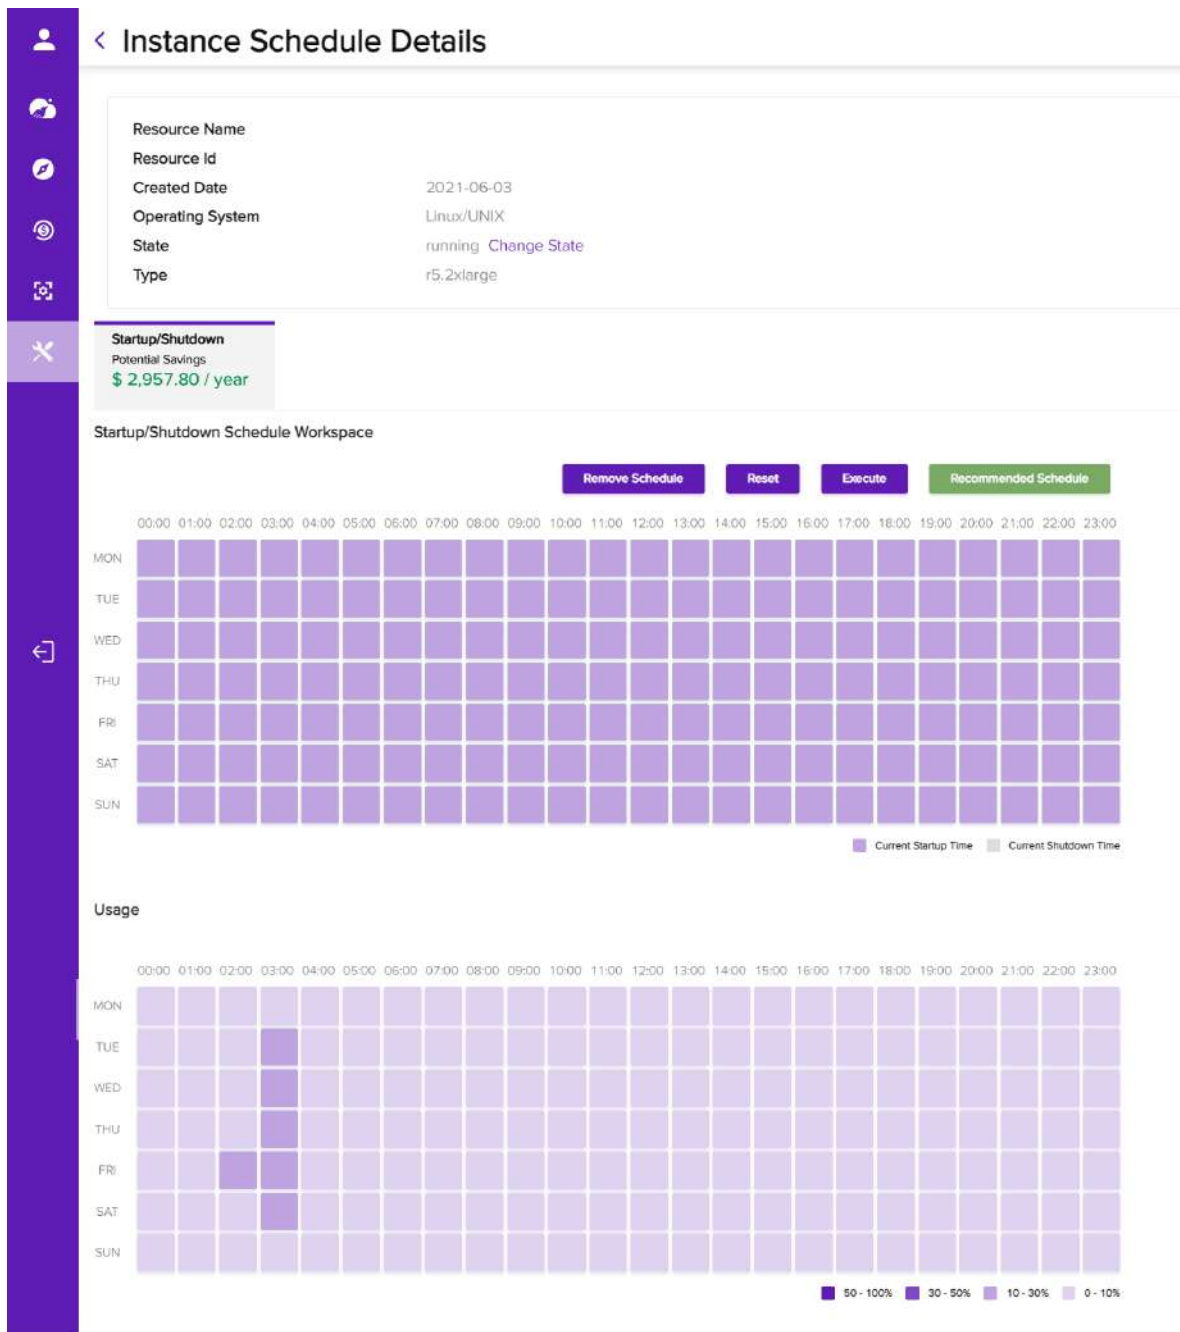 Instance Schedule Details
Resource Name
Resource Id
Created Date 2021-06-03
Operating System Linux/UNIX
State running Change State
Type r5.2xlarge
Startup/Shutdown
Potential Savings
$ 2,957.80 / year
Startup/Shutdown Schedule Workspace
Remove Schedule Reset Execute Recommended Schedule
00:00 01:00 02:00 03:00 04:00 05:00 06:00 07:00 08:00 09:00 10:00 11:00 12:00 13:00 14:00 15:00 16:00 17:00 18:00 19:00 20:00 21:00 22:00 23:00
MON
TUE
WED
THU
FRI
SAT
SUN
Current Startup Time Current Shutdown Time
Usage
00:00 01:00 02:00 03:00 04:00 05:00 06:00 07:00 08:00 09:00 10:00 11:00 12:00 13:00 14:00 15:00 16:00 17:00 18:00 19:00 20:00 21:00 22:00 23:00
MON
TUE
WED
THU
FRI
SAT
SUN
50 - 100% 30 - 50% 10 - 30% 0 - 10%